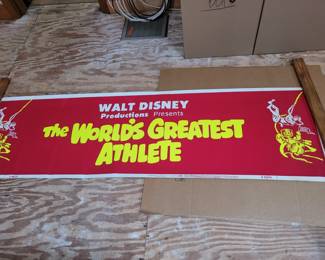 WALT DISNEY
Productions Presents
The WORLD'S GREATEST
ATHLETE